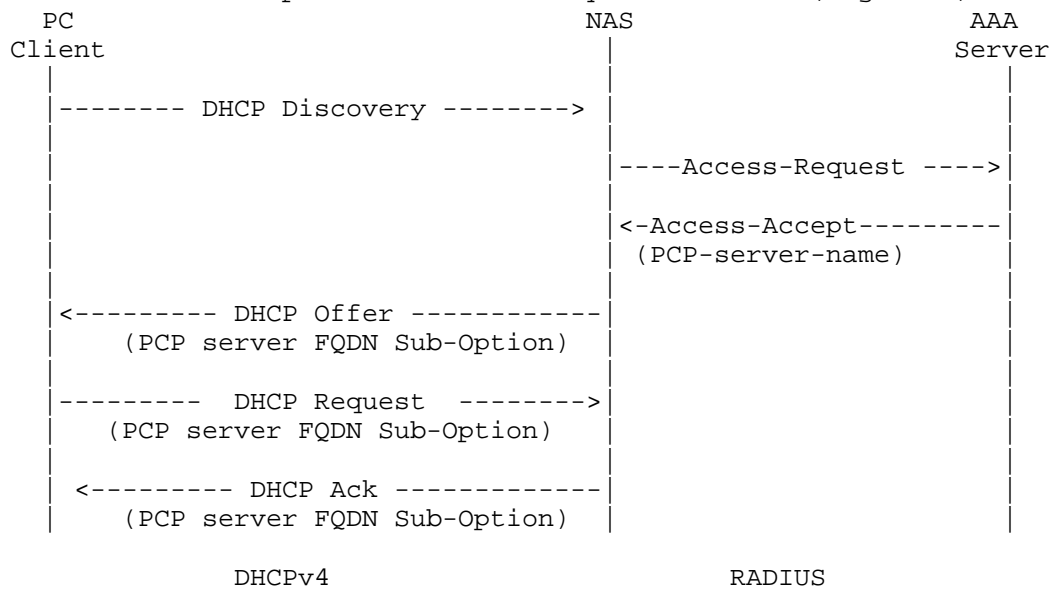 PC NAS AAA
Client Server
-------- DHCP Discovery -------->
----Access-Request ---->
<-Access-Accept---------
(PCP-server-name)
<--------- DHCP Offer ------------
(PCP server FQDN Sub-Option)
--------- DHCP Request -------->
(PCP server FQDN Sub-Option)
<--------- DHCP Ack -------------
(PCP server FQDN Sub-Option)
DHCPv4 RADIUS